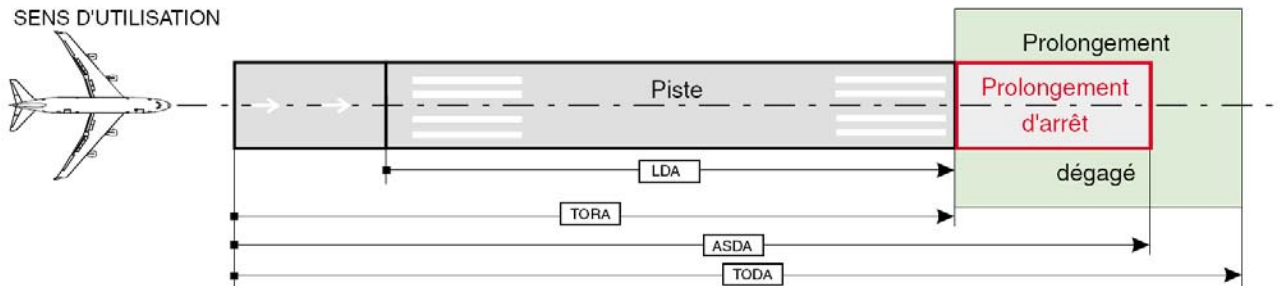 SENS D'UTILISATION
Prolongement
Piste
Prolongement
d'arrêt
LDA
dégagé
TORA
ASDA
TODA